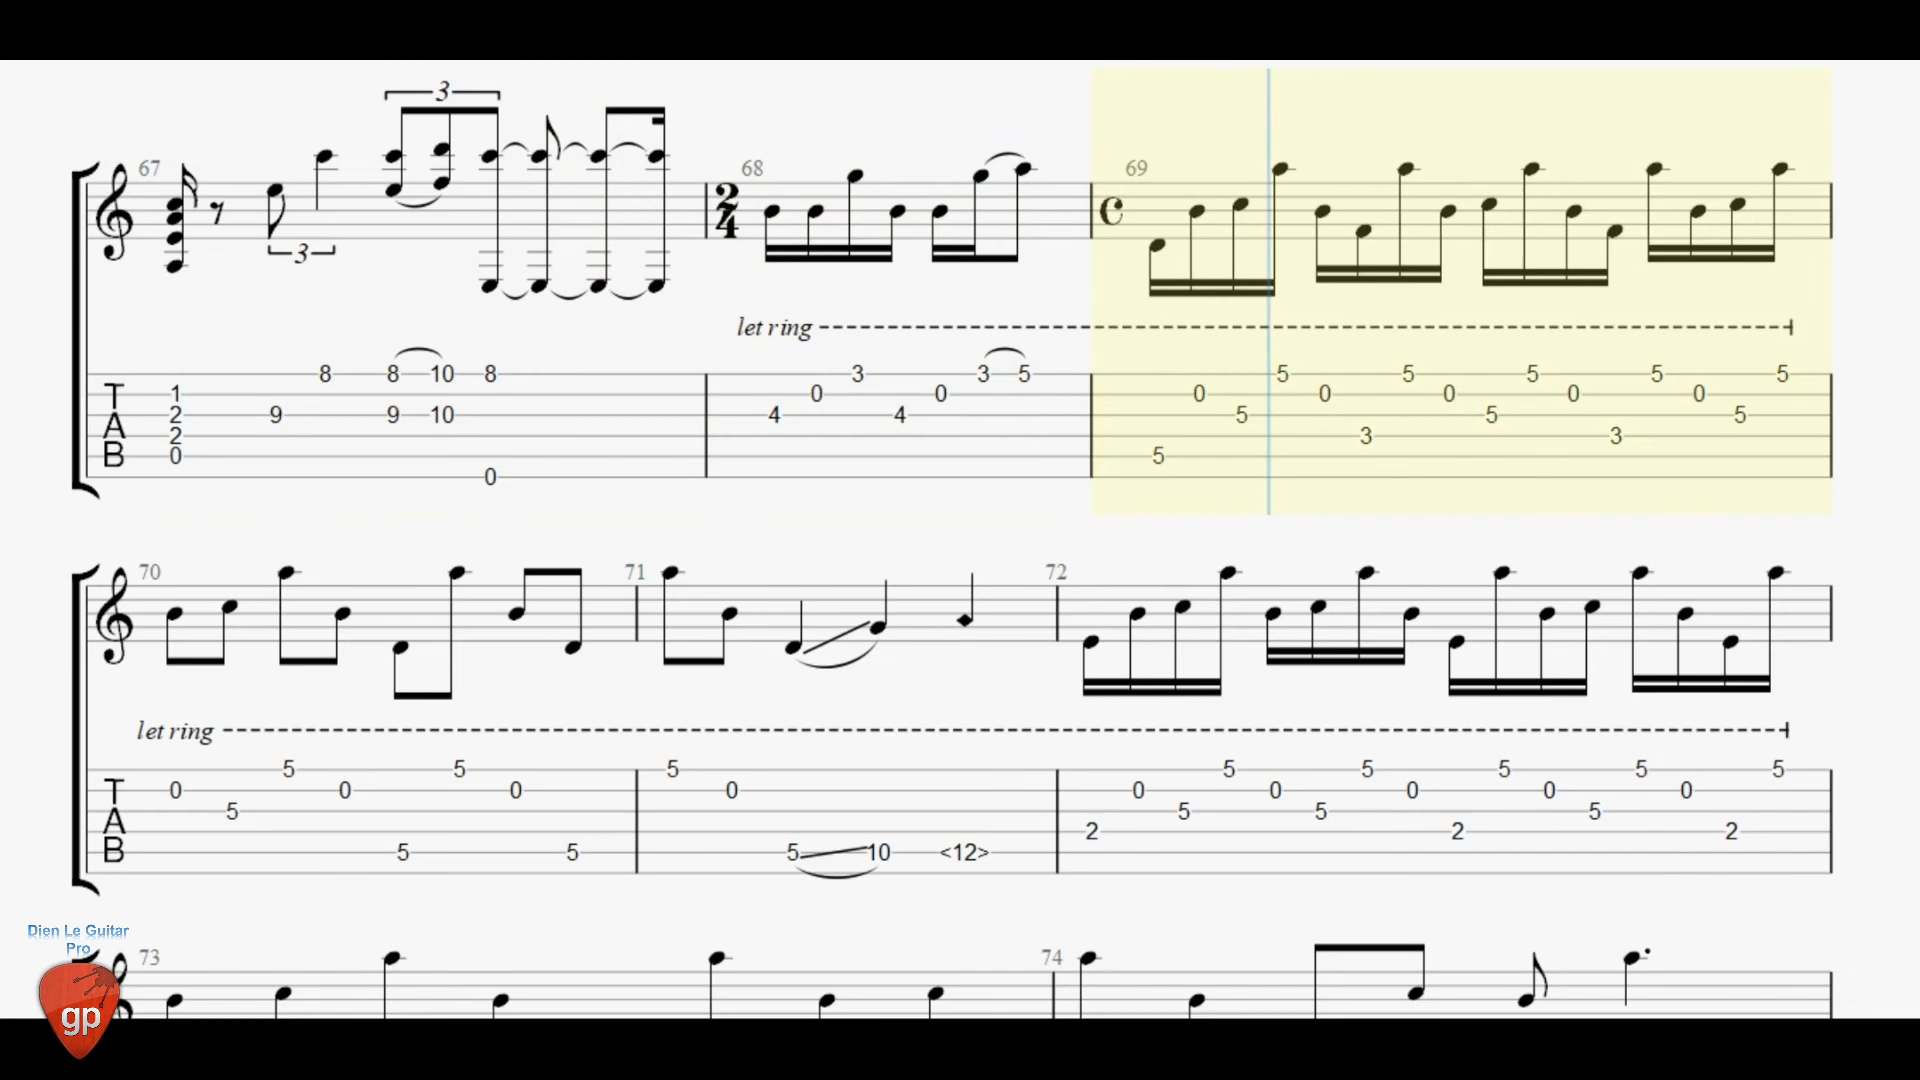 3
67 68 69
3
2
4
let ring
8 8 10 8 3 3 5 5 5 5 5 5
T 1 0 0 0 0 0 0 0
A 2 9 9 10 4 4 5 5 5
2 3 3
B 0 5
0
70 71 72
let ring
5 5 5 5 5 5 5 5
T 0 0 0 0 0 0 0 0 0
A 5 5 5 5
2 2 2
B 5 5 5 10 <12>
Dien Le Guitar
Pro
73 74
gp